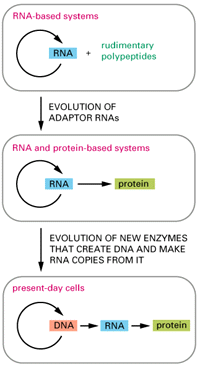 RNA-based systems
RNA + rudimentary
polypeptides
EVOLUTION OF
ADAPTOR RNAs
RNA and protein-based systems
RNA protein
EVOLUTION OF NEW ENZYMES
THAT CREATE DNA AND MAKE
RNA COPIES FROM IT
present-day cells
DNA RNA protein